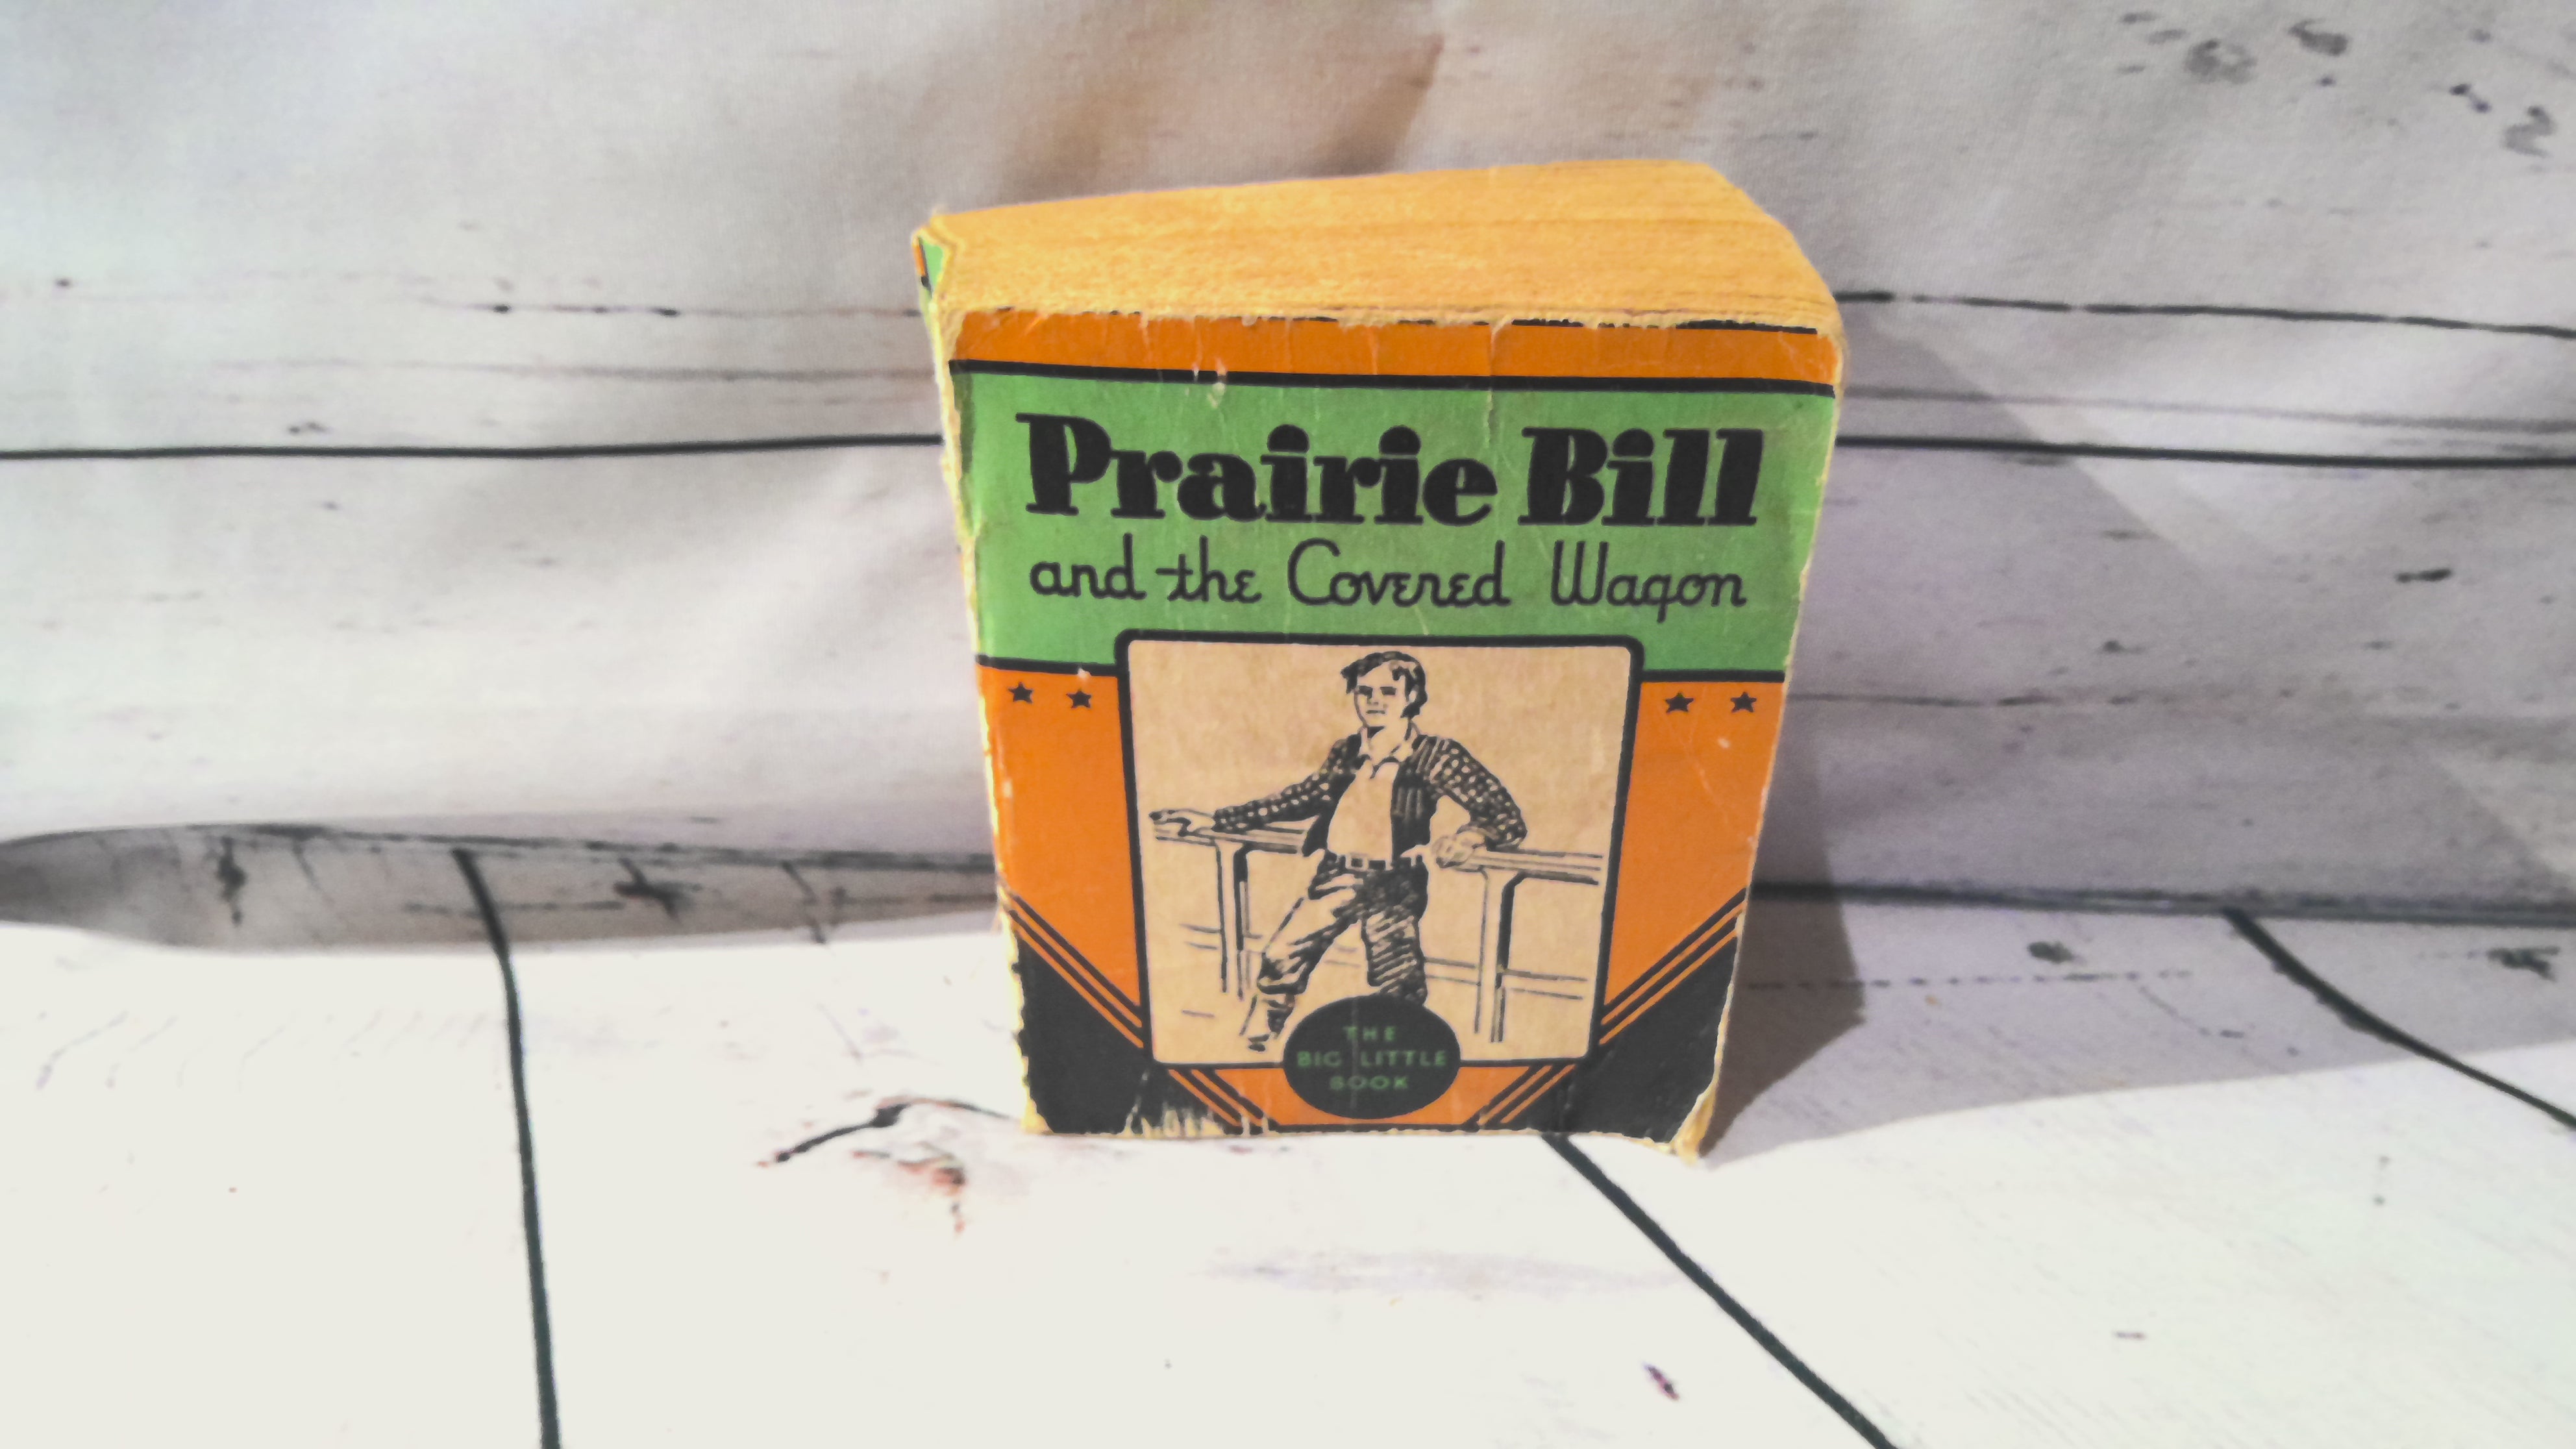 Prairie Bill
and the Covered Wagon
THE
BIG LITTLE
BOOK